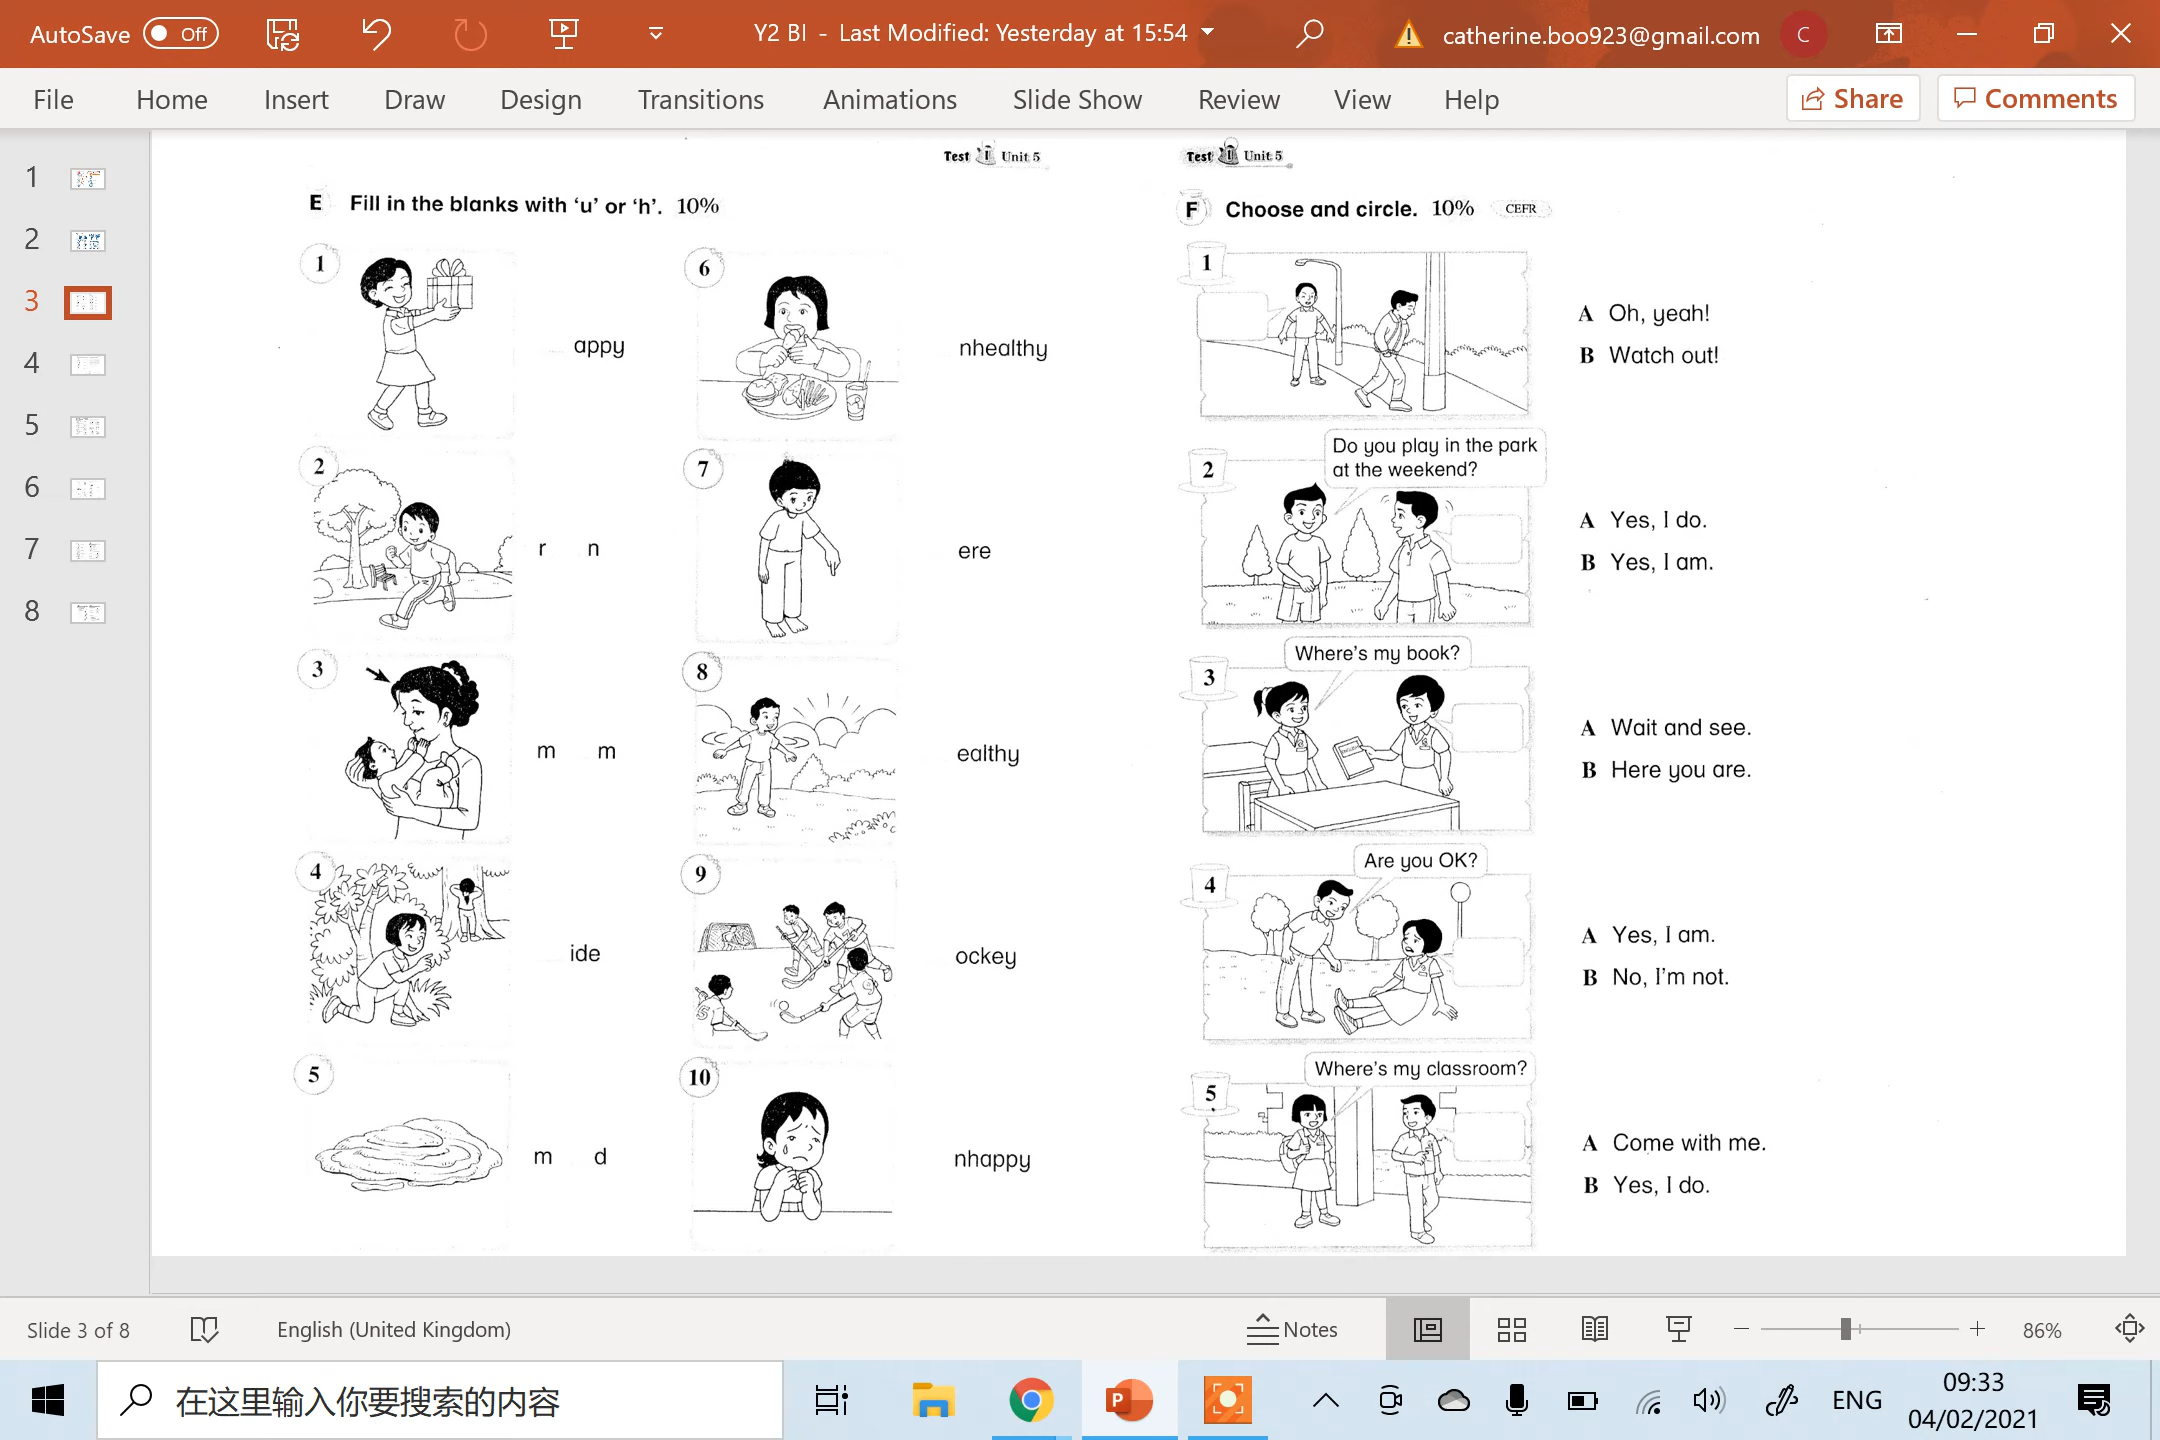 AutoSave Off Y2 BI - Last Modified: Yesterday at 15:54 catherine.boo923@gmail.com C
File Home Insert Draw Design Transitions Animations Slide Show Review View Help Share Comments
1
2
3
4
5
6
7
8
Test 1 Unit 5
E Fill in the blanks with ‘u’ or ‘h’. 10%
1 appy
2 r n
3 m m
4 ide
5 m d
6 nhealthy
7 ere
8 ealthy
9 ockey
10 nhappy
Test 1 Unit 5
F Choose and circle. 10% CEFR
1
A Oh, yeah!
B Watch out!
2
Do you play in the park
at the weekend?
A Yes, I do.
B Yes, I am.
3
Where's my book?
A Wait and see.
B Here you are.
4
Are you OK?
A Yes, I am.
B No, I'm not.
5
Where's my classroom?
A Come with me.
B Yes, I do.
Slide 3 of 8 English (United Kingdom) Notes 86%
在这里输入你要搜索的内容 P ENG 09:33
04/02/2021